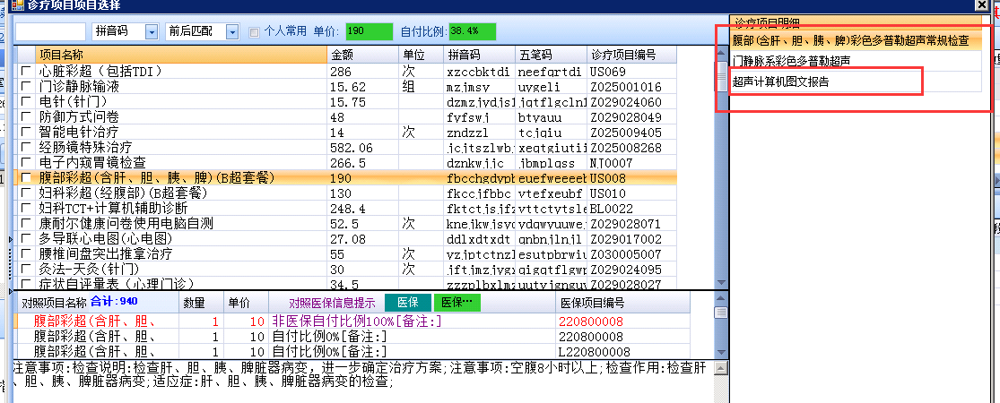 诊疗项目项目选择
拼音码 前后匹配 个人常用 单价: 190 自付比例: 38.4%
项目名称 金额 单位 拼音码 五笔码 诊疗项目编号
心脏彩超（包括TDI） 286 次 xzccbktdi neefqrtdi US069
门诊静脉输液 15.62 组 mzjmsy uygeli Z025001016
电针(针门) 15.75 dzmzjydjsl jqtflgclnl Z029024060
防御方式问卷 48 fyfswj btyauu Z029028049
智能电针治疗 14 次 zndzzl tcjqiu Z025009405
经肠镜特殊治疗 582.06 jcjtszlwb xeqtgiutii Z025008268
电子内窥胃镜检查 266.5 dznkwjjc jbmplqss NJ0007
腹部彩超(含肝、胆、胰、脾)(B超套餐) 190 fbcchgdypb euefweeeeb US008
妇科彩超(经腹部)(B超套餐) 130 fkccjfbbc vtefxeubf US010
妇科TCT+计算机辅助诊断 248.4 fktctjsjfz vttctytsle BL0022
康耐尔健康问卷使用电脑自测 52.5 次 knejkwjsyd ydqwyuuwe Z029028071
多导联心电图(心电图) 27.08 ddlxdtxdt qnbnjlnjl Z029017002
腰椎间盘突出推拿治疗 55 次 yzjptctnzl esutpbrwiu Z030005007
灸法-天灸(针门) 30 次 jftjmzjygx qigqtflgwp Z029024095
症状自评量表（心理门诊） 34.5 zzzplbxlmz uutyjgnguy Z029028027
对照项目名称 合计:940 数量 单价 对照医保信息提示 医保 医保… 医保项目编号
腹部彩超(含肝、胆、 1 10 非医保自付比例100%[备注:] 220800008
腹部彩超(含肝、胆、 1 10 自付比例0%[备注:] 220800008
腹部彩超(含肝、胆、 1 10 自付比例0%[备注:] L220800008
注意事项:检查说明:检查肝、胆、胰、脾脏器病变，进一步确定治疗方案;注意事项:空腹8小时以上;检查作用:检查肝
、胆、胰、脾脏器病变;适应症:肝、胆、胰、脾脏器病变的检查;
诊疗项目明细
腹部(含肝、胆、胰、脾)彩色多普勒超声常规检查
门静脉系彩色多普勒超声
超声计算机图文报告